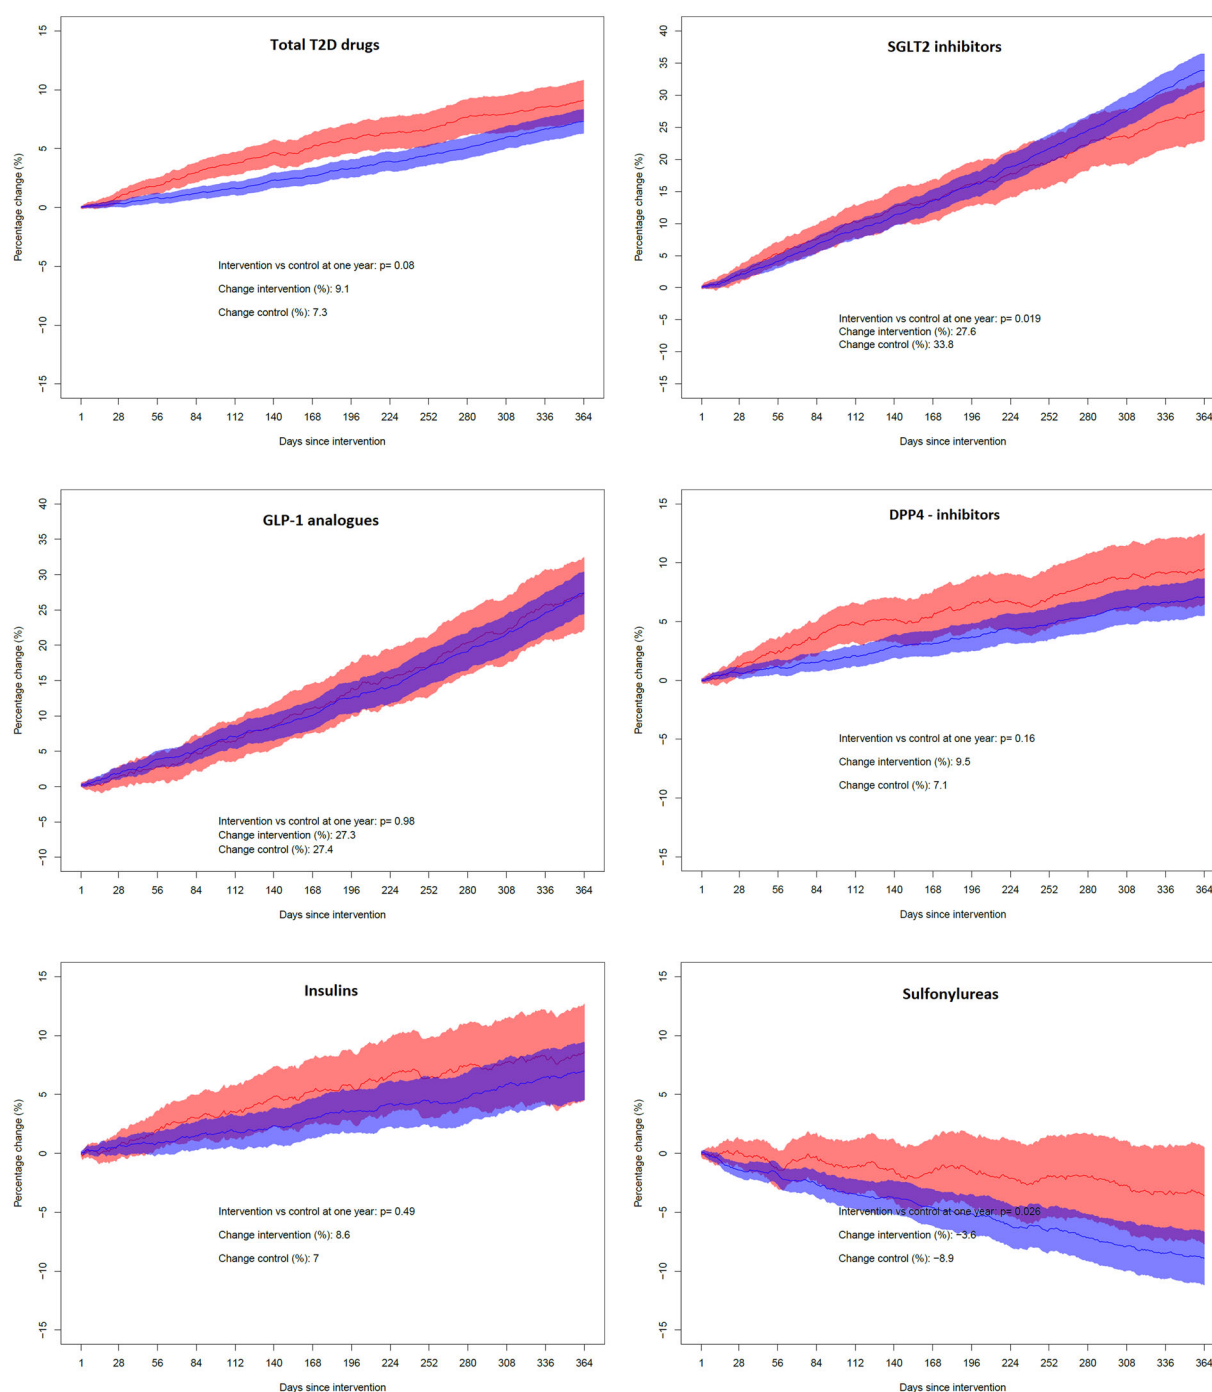 Total T2D drugs
Percentage change (%)
15
10
5
0
−5
−10
−15
Intervention vs control at one year: p= 0.08
Change intervention (%): 9.1
Change control (%): 7.3
1 28 56 84 112 140 168 196 224 252 280 308 336 364
Days since intervention
SGLT2 inhibitors
Percentage change (%)
40
35
30
25
20
15
10
5
0
−5
−10
−15
Intervention vs control at one year: p= 0.019
Change intervention (%): 27.6
Change control (%): 33.8
1 28 56 84 112 140 168 196 224 252 280 308 336 364
Days since intervention
GLP-1 analogues
Percentage change (%)
40
35
30
25
20
15
10
5
0
−5
−10
Intervention vs control at one year: p= 0.98
Change intervention (%): 27.3
Change control (%): 27.4
1 28 56 84 112 140 168 196 224 252 280 308 336 364
Days since intervention
DPP4 - inhibitors
Percentage change (%)
15
10
5
0
−5
−10
−15
Intervention vs control at one year: p= 0.16
Change intervention (%): 9.5
Change control (%): 7.1
1 28 56 84 112 140 168 196 224 252 280 308 336 364
Days since intervention
Insulins
Percentage change (%)
15
10
5
0
−5
−10
−15
Intervention vs control at one year: p= 0.49
Change intervention (%): 8.6
Change control (%): 7
1 28 56 84 112 140 168 196 224 252 280 308 336 364
Days since intervention
Sulfonylureas
Percentage change (%)
15
10
5
0
−5
−10
−15
Intervention vs control at one year: p= 0.026
Change intervention (%): −3.6
Change control (%): −8.9
1 28 56 84 112 140 168 196 224 252 280 308 336 364
Days since intervention